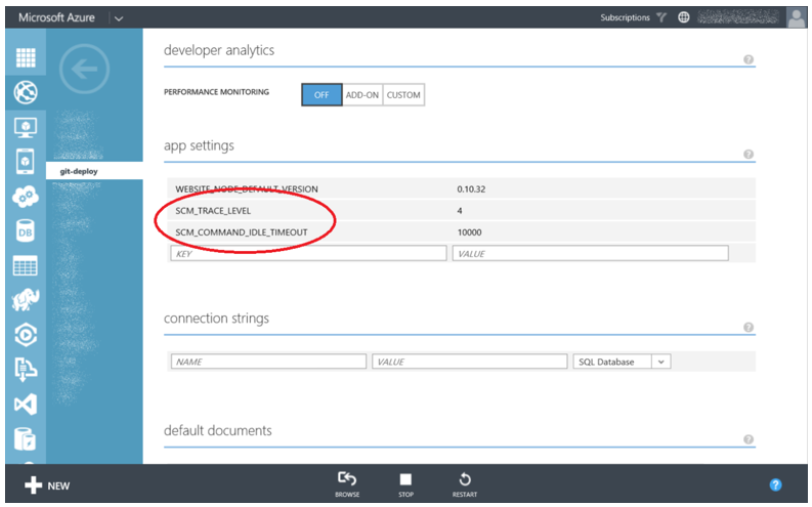 Microsoft Azure
Subscriptions
developer analytics
PERFORMANCE MONITORING OFF ADD-ON CUSTOM
app settings
git-deploy
WEBSITE_NODE_DEFAULT_VERSION 0.10.32
SCM_TRACE_LEVEL 4
SCM_COMMAND_IDLE_TIMEOUT 10000
KEY VALUE
connection strings
NAME VALUE SQL Database
default documents
NEW BROWSE STOP RESTART
DB